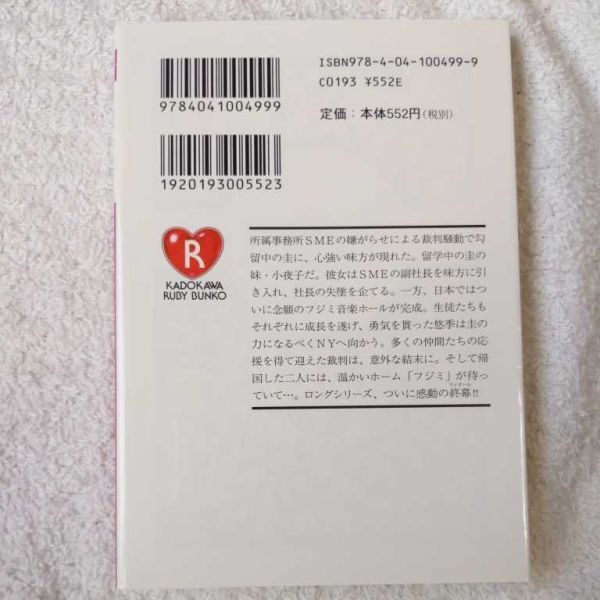 ISBN978-4-04-100499-9
C0193 ¥552E
定価：本体552円(税別)
9784041004999
1920193005523
R
KADOKAWA
RUBY BUNKO
所属事務所ＳＭＥの嫌がらせによる裁判騒動で勾
留中の圭に、心強い味方が現れた。留学中の圭の
妹・小夜子だ。彼女はＳＭＥの副社長を味方に引
き入れ、社長の失墜を企てる。一方、日本ではつ
いに念願のフジミ音楽ホールが完成。生徒たちも
それぞれに成長を遂げ、勇気を貰った悠季は圭の
力になるべくＮＹへ向かう。多くの仲間たちの応
援を得て迎えた裁判は、意外な結末に。そして帰
国した二人には、温かいホーム「フジミ」が待っ
ていて…。ロングシリーズ、ついに感動の終幕!!
フィナーレ